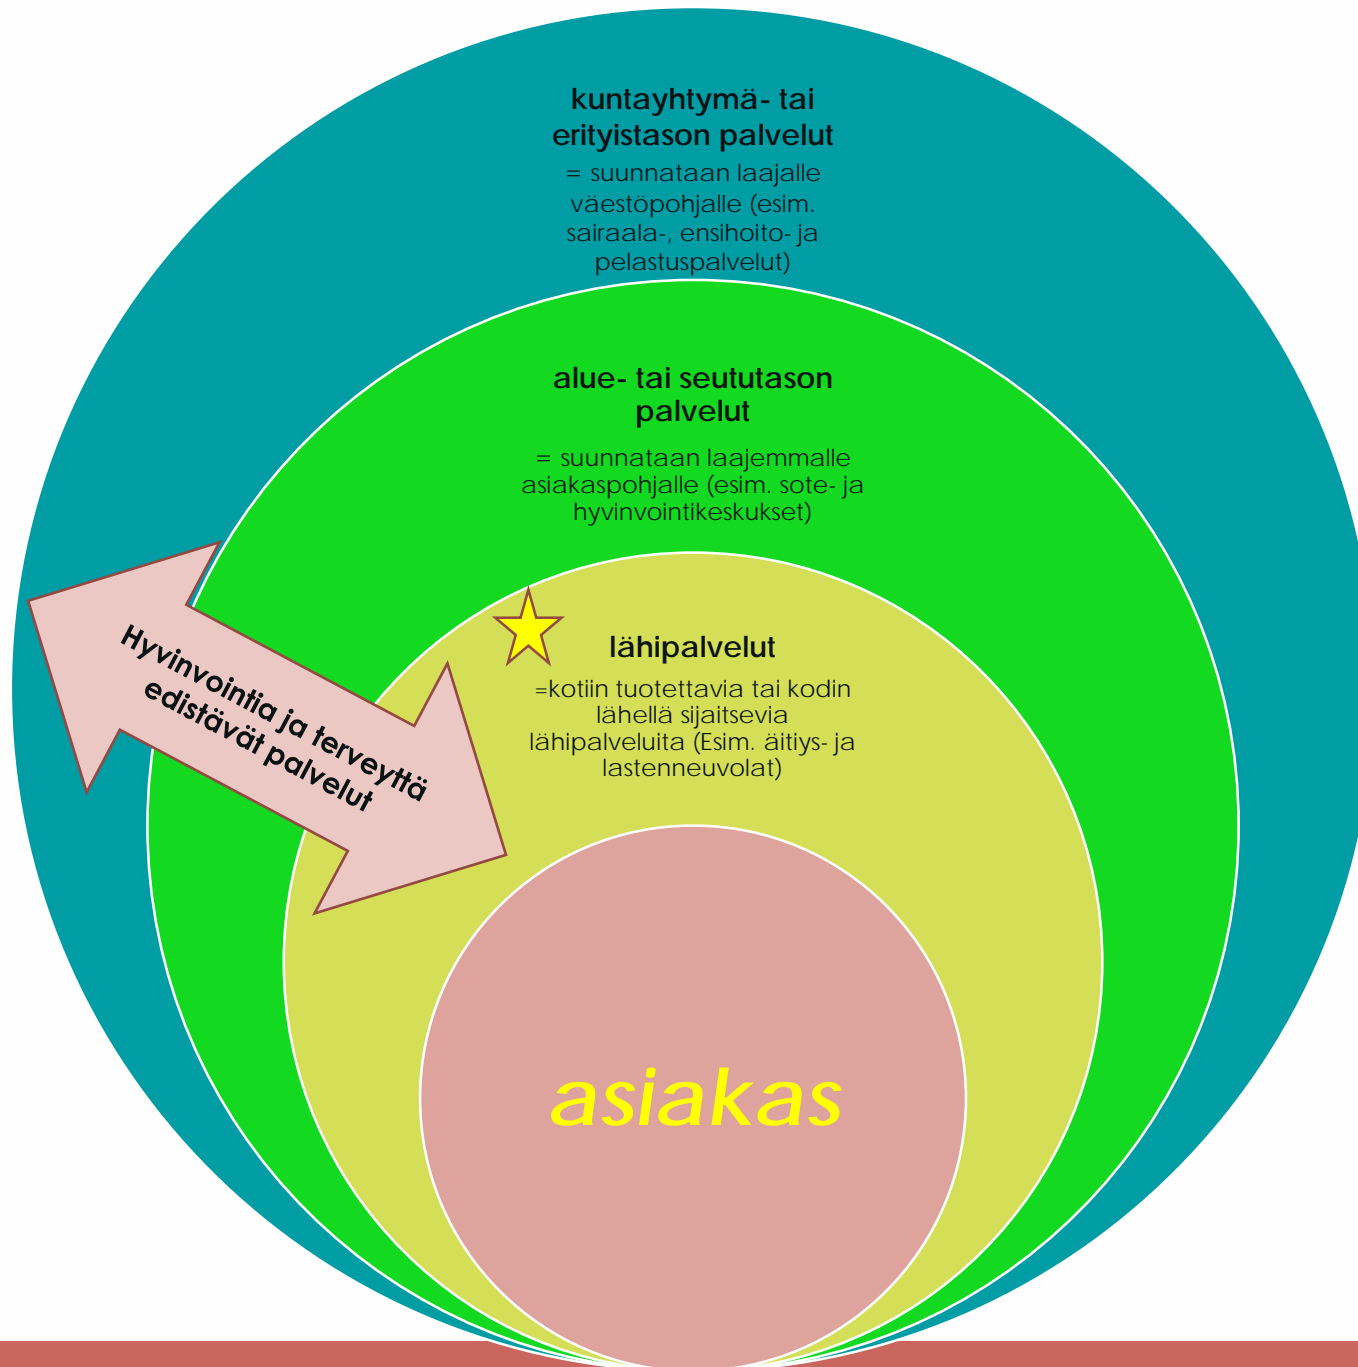 kuntayhtymä- tai
erityistason palvelut
= suunnataan laajalle
väestöpohjalle (esim.
sairaala-, ensihoito- ja
pelastuspalvelut)
alue- tai seututason
palvelut
= suunnataan laajemmalle
asiakaspohjalle (esim. sote- ja
hyvinvointikeskukset)
lähipalvelut
=kotiin tuotettavia tai kodin
lähellä sijaitsevia
lähipalveluita (Esim. äitiys- ja
lastenneuvolat)
Hyvinvointia ja terveyttä
edistävät palvelut
asiakas